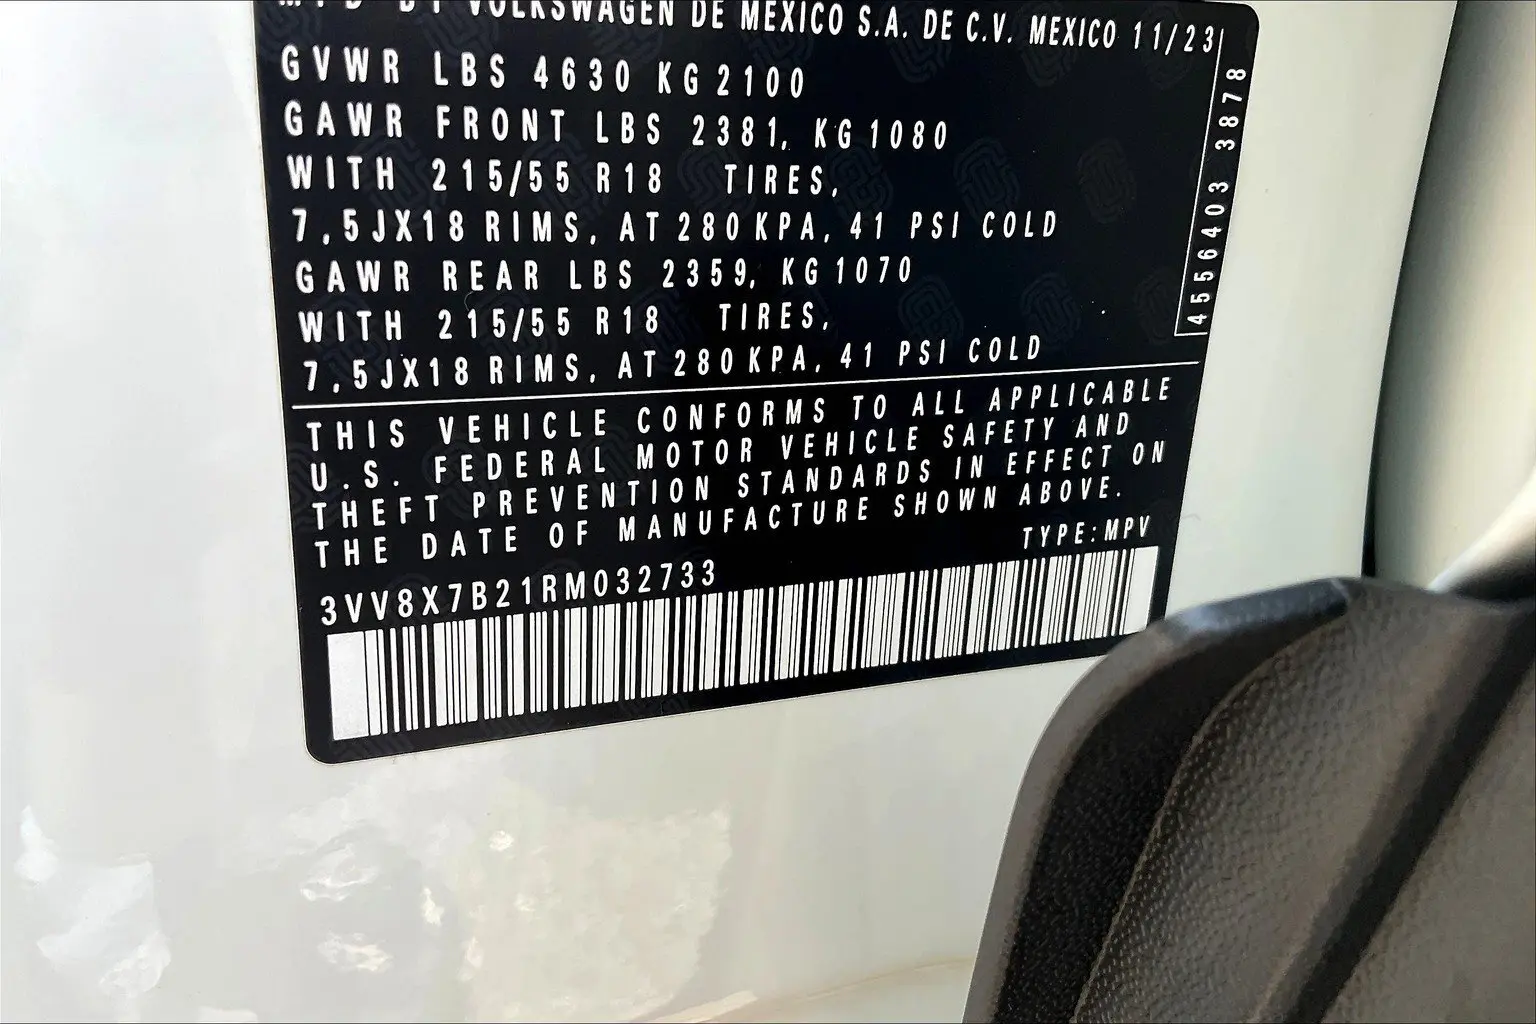 MFD BY VOLKSWAGEN DE MEXICO S.A. DE C.V. MEXICO 11/23
GVWR LBS 4630 KG 2100
GAWR FRONT LBS 2381, KG 1080
WITH 215/55 R18 TIRES,
7,5JX18 RIMS, AT 280 KPA, 41 PSI COLD
GAWR REAR LBS 2359, KG 1070
WITH 215/55 R18 TIRES,
7,5JX18 RIMS, AT 280 KPA, 41 PSI COLD
4556403 3878
THIS VEHICLE CONFORMS TO ALL APPLICABLE
U.S. FEDERAL MOTOR VEHICLE SAFETY AND
THEFT PREVENTION STANDARDS IN EFFECT ON
THE DATE OF MANUFACTURE SHOWN ABOVE.
TYPE:MPV
3VV8X7B21RM032733